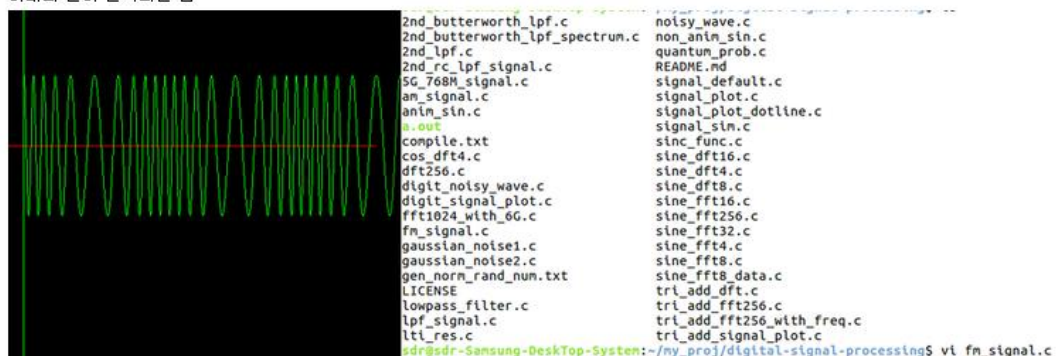 2nd_butterworth_lpf.c noisy_wave.c
2nd_butterworth_lpf_spectrum.c non_anim_sin.c
2nd_lpf.c quantum_prob.c
2nd_rc_lpf_signal.c README.md
5G_768M_signal.c signal_default.c
am_signal.c signal_plot.c
anim_sin.c signal_plot_dotline.c
a.out signal_sim.c
compile.txt sinc_func.c
cos_dft4.c sine_dft16.c
dft256.c sine_dft4.c
digit_noisy_wave.c sine_dft8.c
digit_signal_plot.c sine_fft16.c
fft1024_with_6G.c sine_fft256.c
fm_signal.c sine_fft32.c
gaussian_noise1.c sine_fft4.c
gaussian_noise2.c sine_fft8.c
gen_norm_rand_num.txt sine_fft8_data.c
LICENSE tri_add_dft.c
lowpass_filter.c tri_add_fft256.c
lpf_signal.c tri_add_fft256_with_freq.c
lti_res.c tri_add_signal_plot.c
sdr@sdr-Samsung-DeskTop-System:~/my_proj/digital-signal-processing$ vi fm_signal.c